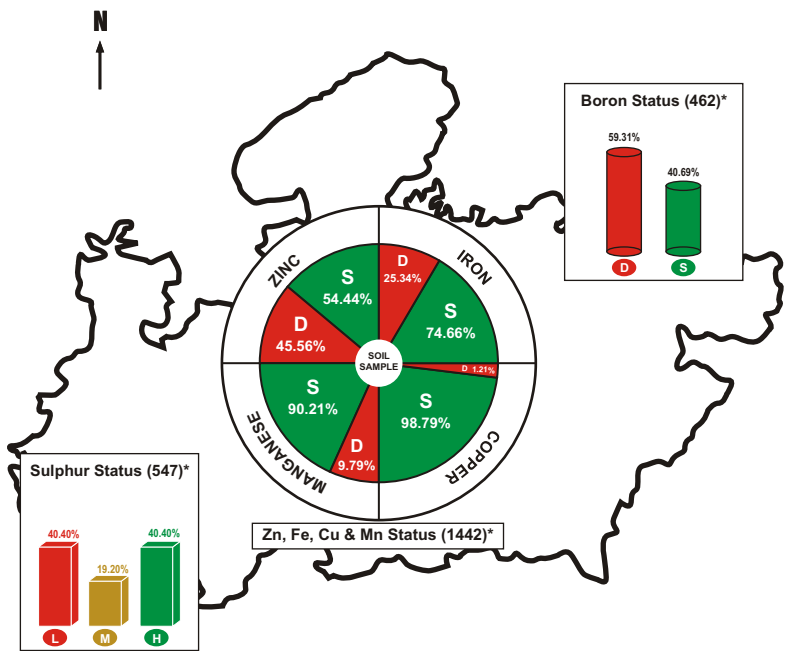 N
Boron Status (462)*
59.31%
40.69%
D
S
ZINC
S
54.44%
D
45.56%
IRON
D
25.34%
S
74.66%
SOIL
SAMPLE
MANGANESE
S
90.21%
D
9.79%
COPPER
D 1.21%
S
98.79%
Sulphur Status (547)*
40.40%
19.20%
40.40%
L
M
H
Zn, Fe, Cu & Mn Status (1442)*